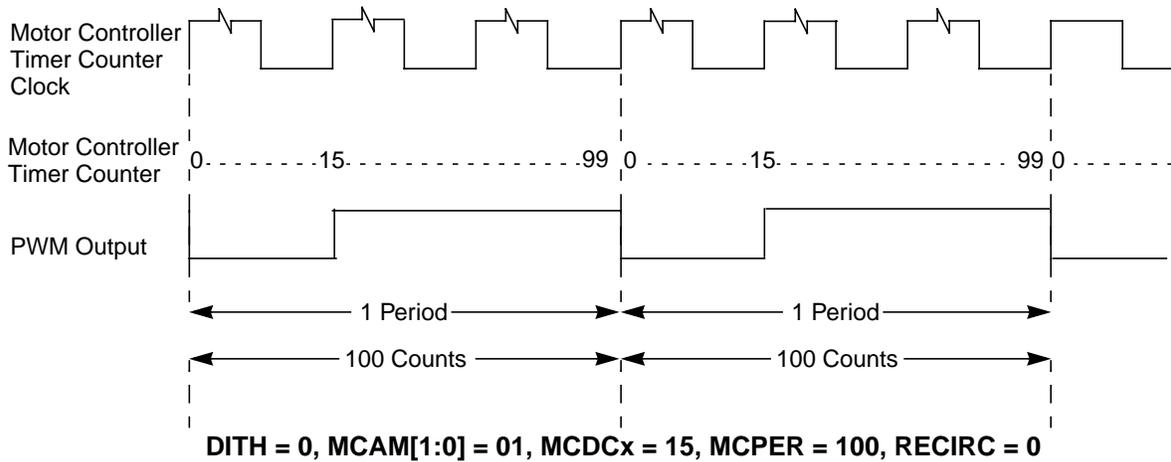 Motor Controller
Timer Counter
Clock
Motor Controller
Timer Counter
0 15 99 0 15 99 0
PWM Output
1 Period 1 Period
100 Counts 100 Counts
DITH = 0, MCAM[1:0] = 01, MCDCx = 15, MCPER = 100, RECIRC = 0